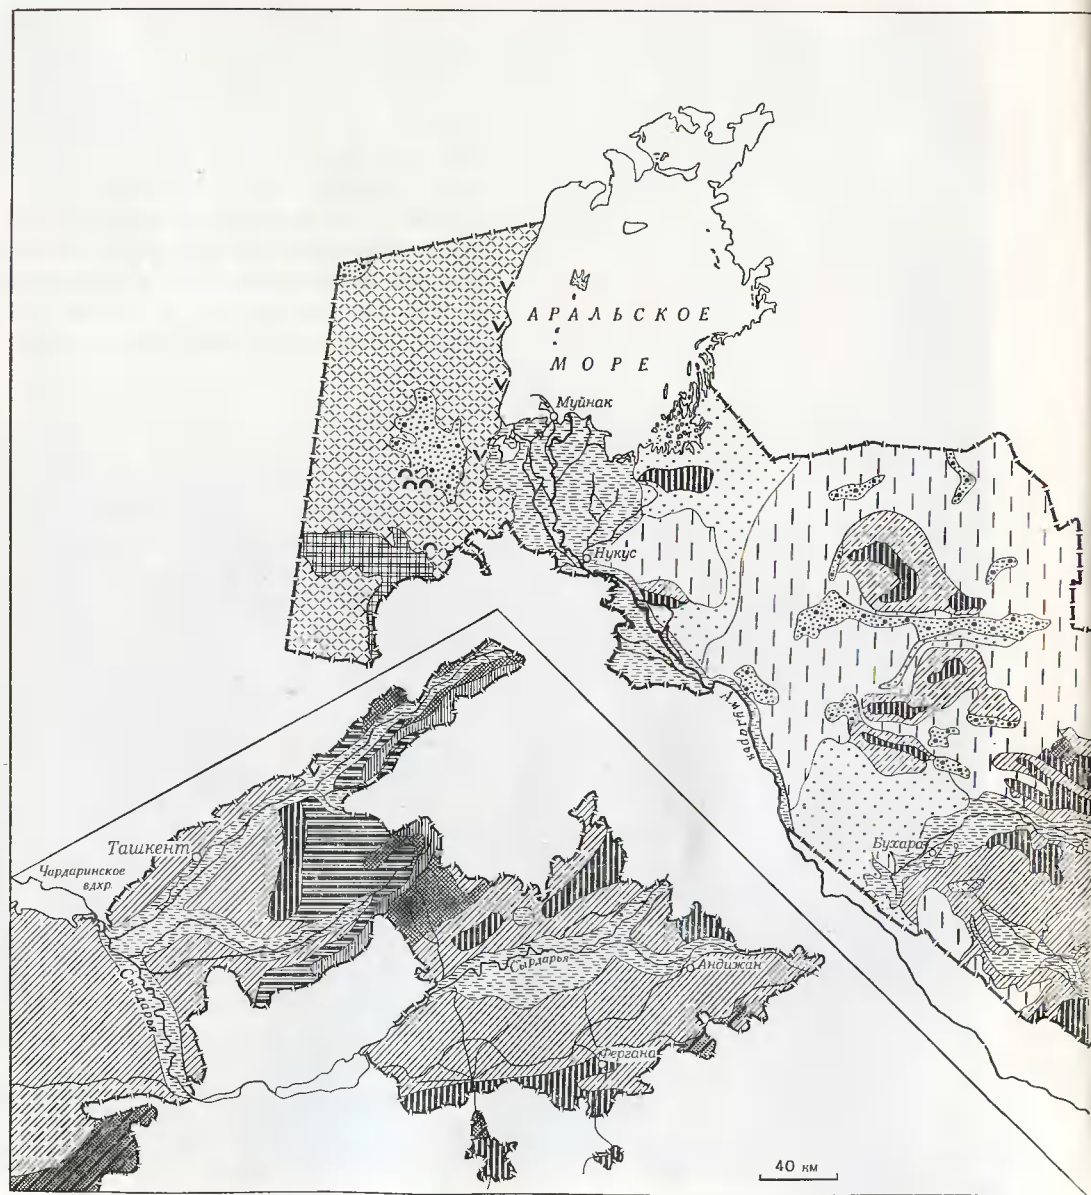 АРАЛЬСКОЕ
МОРЕ
Муйнак
Нукус
Амударья
Ташкент
Чардаринское
вдхр.
Бухара
Сырдарья
Андижан
Сырдарья
Фергана
40 км